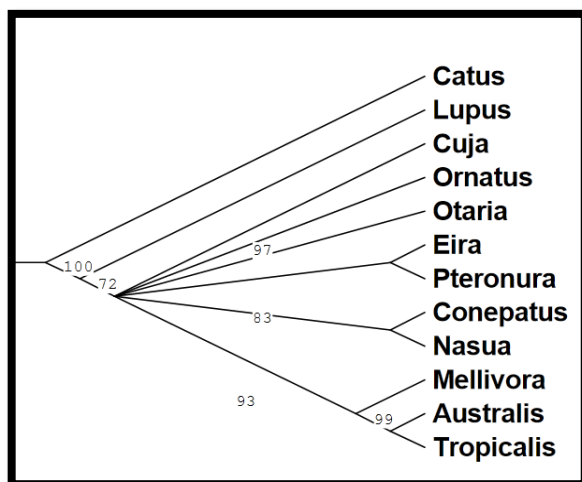 Catus
Lupus
Cuja
Ornatus
Otaria
97
Eira
100
Pteronura
72
Conepatus
83
Nasua
Mellivora
93
Australis
99
Tropicalis